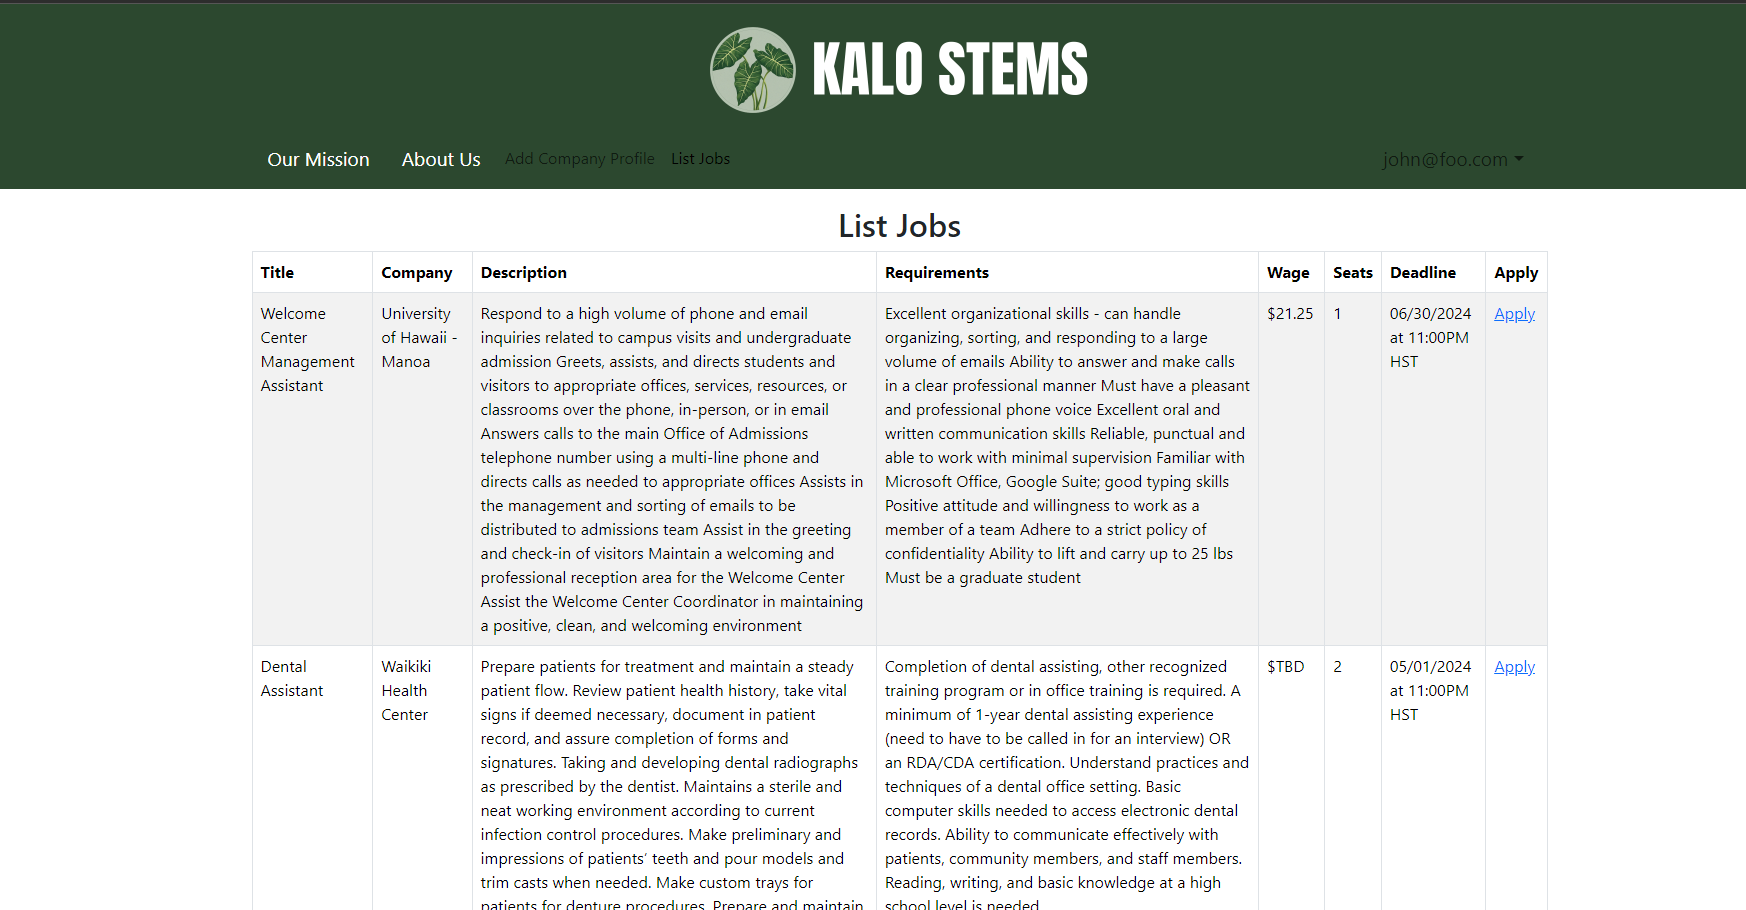 KALO STEMS
Our Mission
About Us
Add Company Profile
List Jobs
john@foo.com
List Jobs
Title
Company
Description
Requirements
Wage
Seats
Deadline
Apply
Welcome
Center
Management
Assistant
University
of Hawaii -
Manoa
Respond to a high volume of phone and email
inquiries related to campus visits and undergraduate
admission Greets, assists, and directs students and
visitors to appropriate offices, services, resources, or
classrooms over the phone, in-person, or in email
Answers calls to the main Office of Admissions
telephone number using a multi-line phone and
directs calls as needed to appropriate offices Assists in
the management and sorting of emails to be
distributed to admissions team Assist in the greeting
and check-in of visitors Maintain a welcoming and
professional reception area for the Welcome Center
Assist the Welcome Center Coordinator in maintaining
a positive, clean, and welcoming environment
Excellent organizational skills - can handle
organizing, sorting, and responding to a large
volume of emails Ability to answer and make calls
in a clear professional manner Must have a pleasant
and professional phone voice Excellent oral and
written communication skills Reliable, punctual and
able to work with minimal supervision Familiar with
Microsoft Office, Google Suite; good typing skills
Positive attitude and willingness to work as a
member of a team Adhere to a strict policy of
confidentiality Ability to lift and carry up to 25 lbs
Must be a graduate student
$21.25
1
06/30/2024
at 11:00PM
HST
Apply
Dental
Assistant
Waikiki
Health
Center
Prepare patients for treatment and maintain a steady
patient flow. Review patient health history, take vital
signs if deemed necessary, document in patient
record, and assure completion of forms and
signatures. Taking and developing dental radiographs
as prescribed by the dentist. Maintains a sterile and
neat working environment according to current
infection control procedures. Make preliminary and
impressions of patients' teeth and pour models and
trim casts when needed. Make custom trays for
patients for denture procedures. Prepare and maintain
Completion of dental assisting, other recognized
training program or in office training is required. A
minimum of 1-year dental assisting experience
(need to have to be called in for an interview) OR
an RDA/CDA certification. Understand practices and
techniques of a dental office setting. Basic
computer skills needed to access electronic dental
records. Ability to communicate effectively with
patients, community members, and staff members.
Reading, writing, and basic knowledge at a high
school level is needed
$TBD
2
05/01/2024
at 11:00PM
HST
Apply